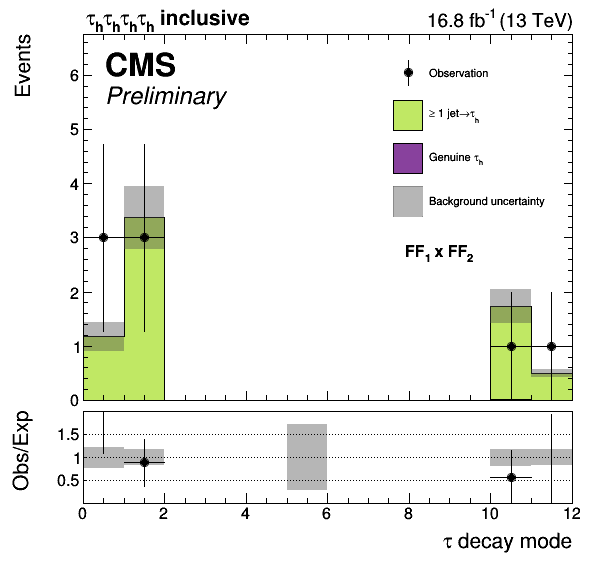 τhτhτhτh inclusive
16.8 fb⁻¹ (13 TeV)
Events
CMS
Preliminary
Observation
≥ 1 jet→τh
Genuine τh
Background uncertainty
FF₁ x FF₂
6
5
4
3
2
1
0
Obs/Exp
1.5
1
0.5
0 2 4 6 8 10 12
τ decay mode